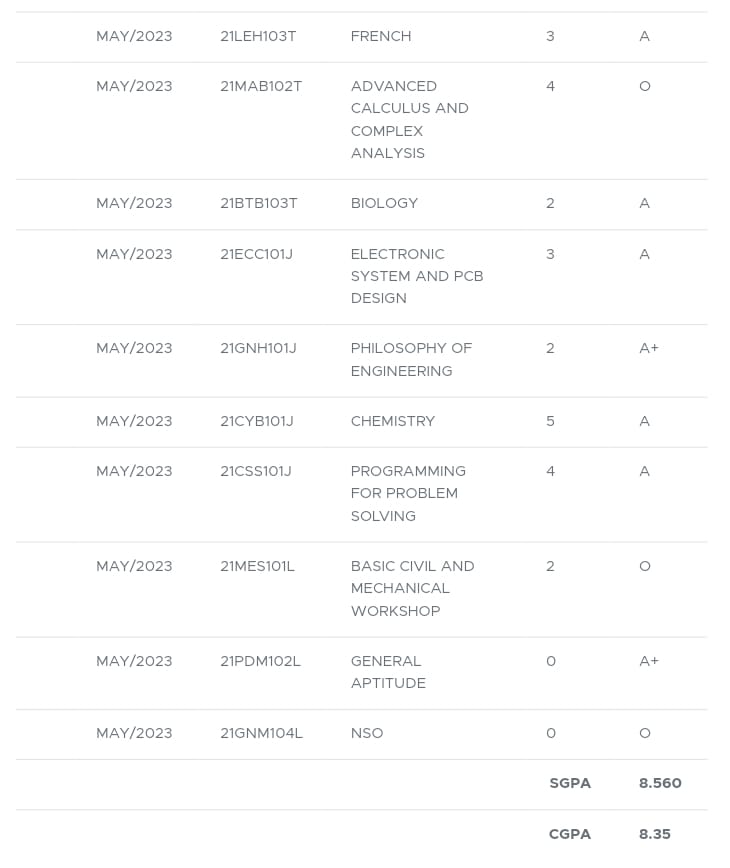 MAY/2023 21LEH103T FRENCH 3 A
MAY/2023 21MAB102T ADVANCED 4 O
CALCULUS AND
COMPLEX
ANALYSIS
MAY/2023 21BTB103T BIOLOGY 2 A
MAY/2023 21ECC101J ELECTRONIC 3 A
SYSTEM AND PCB
DESIGN
MAY/2023 21GNH101J PHILOSOPHY OF 2 A+
ENGINEERING
MAY/2023 21CYB101J CHEMISTRY 5 A
MAY/2023 21CSS101J PROGRAMMING 4 A
FOR PROBLEM
SOLVING
MAY/2023 21MES101L BASIC CIVIL AND 2 O
MECHANICAL
WORKSHOP
MAY/2023 21PDM102L GENERAL 0 A+
APTITUDE
MAY/2023 21GNM104L NSO 0 O
SGPA 8.560
CGPA 8.35